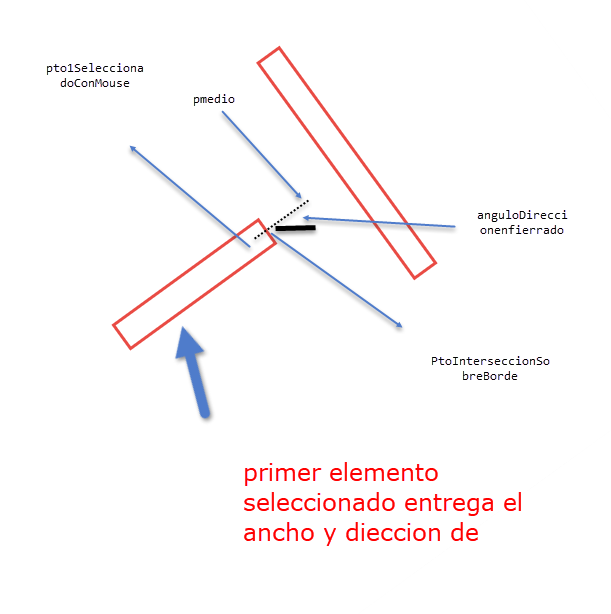 pto1Selecciona
doConMouse
pmedio
anguloDirecci
onenfierrado
PtoInterseccionSo
breBorde
primer elemento
seleccionado entrega el
ancho y dieccion de